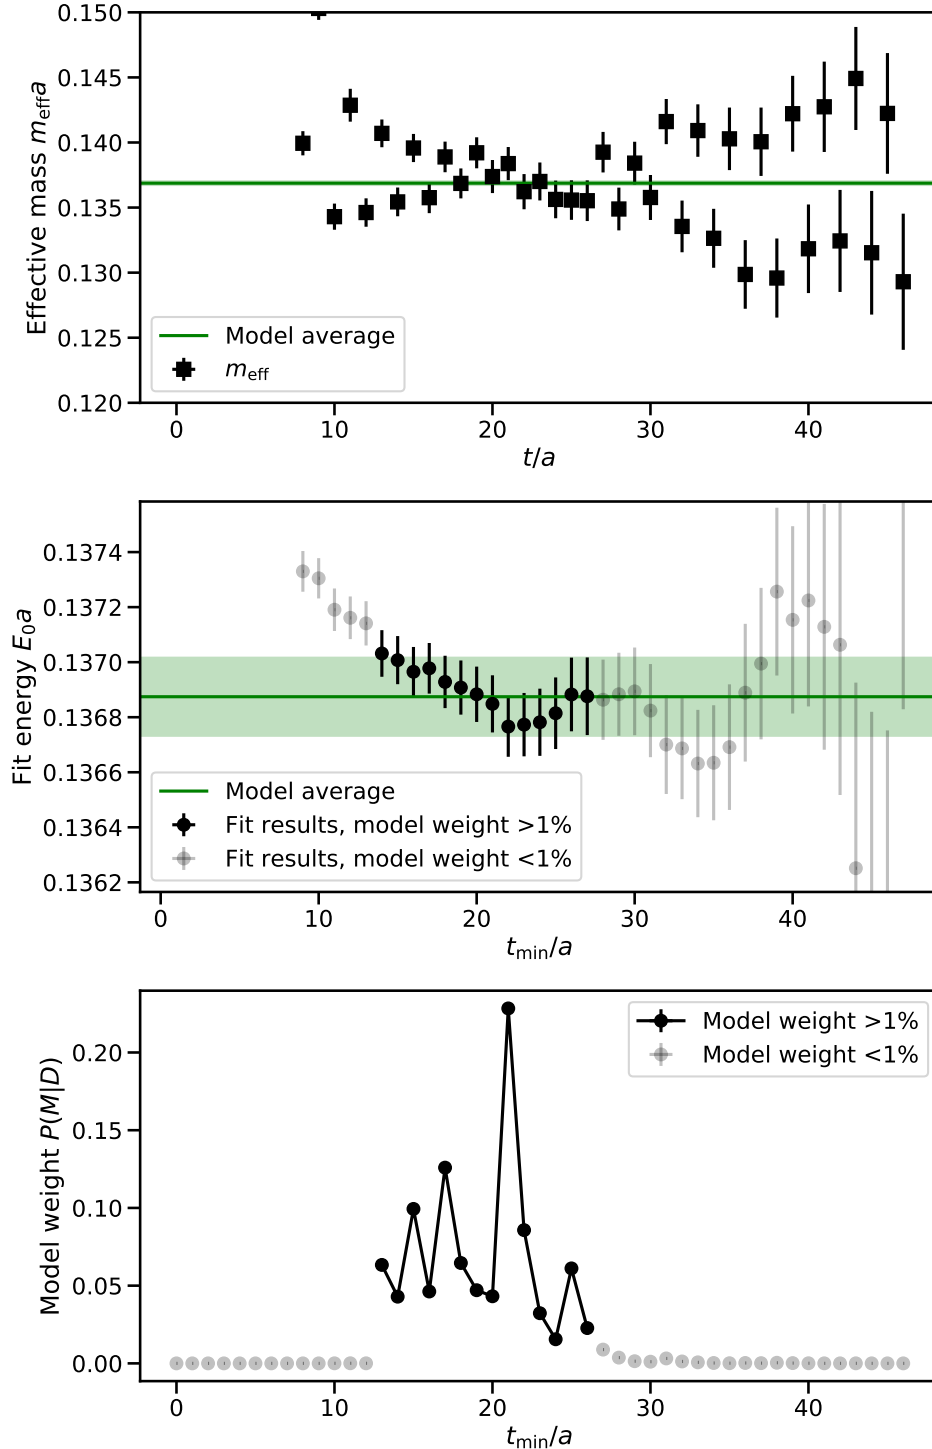 0.150
0.145
0.140
0.135
0.130
0.125
0.120
Effective mass m_eff a
Model average
m_eff
0 10 20 30 40
t/a
0.1374
0.1372
0.1370
0.1368
0.1366
0.1364
0.1362
Fit energy E_0 a
Model average
Fit results, model weight >1%
Fit results, model weight <1%
0 10 20 30 40
t_min/a
0.20
0.15
0.10
0.05
0.00
Model weight P(M|D)
Model weight >1%
Model weight <1%
0 10 20 30 40
t_min/a